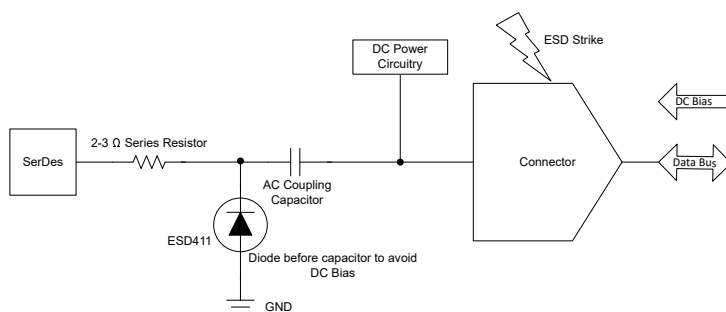 ESD Strike
DC Power
Circuitry
DC Bias
2-3 Ω Series Resistor
SerDes
AC Coupling
Capacitor
Connector
Data Bus
ESD411
Diode before capacitor to avoid
DC Bias
GND